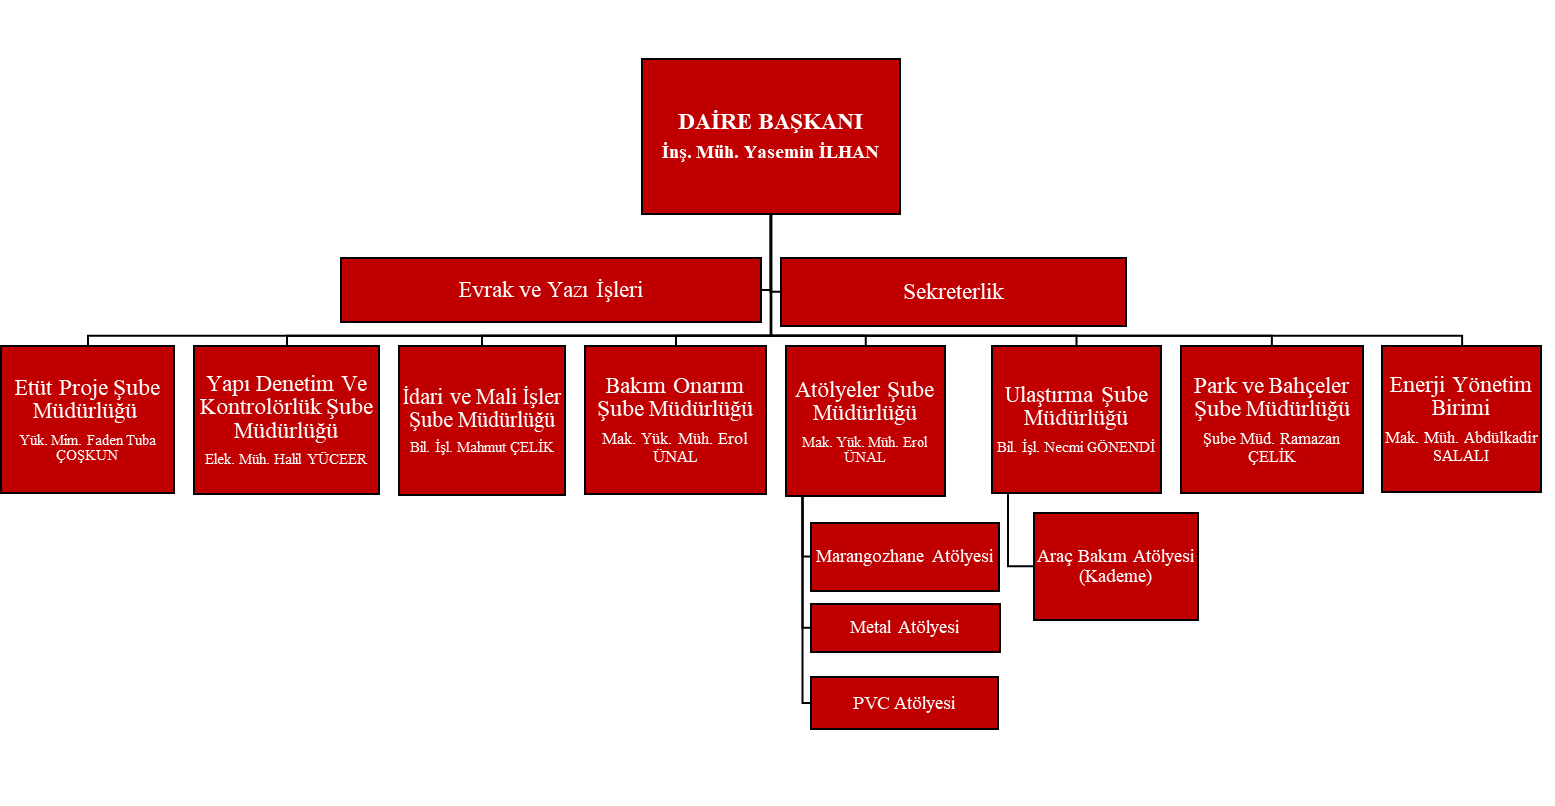 DAİRE BAŞKANI
İnş. Müh. Yasemin İLHAN
Evrak ve Yazı İşleri
Sekreterlik
Etüt Proje Şube
Müdürlüğü
Yük. Mim. Faden Tuba
ÇOŞKUN
Yapı Denetim Ve
Kontrolörlük Şube
Müdürlüğü
Elek. Müh. Halil YÜCEER
İdari ve Mali İşler
Şube Müdürlüğü
Bil. İşl. Mahmut ÇELİK
Bakım Onarım
Şube Müdürlüğü
Mak. Yük. Müh. Erol
ÜNAL
Atölyeler Şube
Müdürlüğü
Mak. Yük. Müh. Erol
ÜNAL
Ulaştırma Şube
Müdürlüğü
Bil. İşl. Necmi GÖNENDİ
Park ve Bahçeler
Şube Müdürlüğü
Şube Müd. Ramazan
ÇELİK
Enerji Yönetim
Birimi
Mak. Müh. Abdülkadir
SALALI
Marangozhane Atölyesi
Metal Atölyesi
PVC Atölyesi
Araç Bakım Atölyesi
(Kademe)